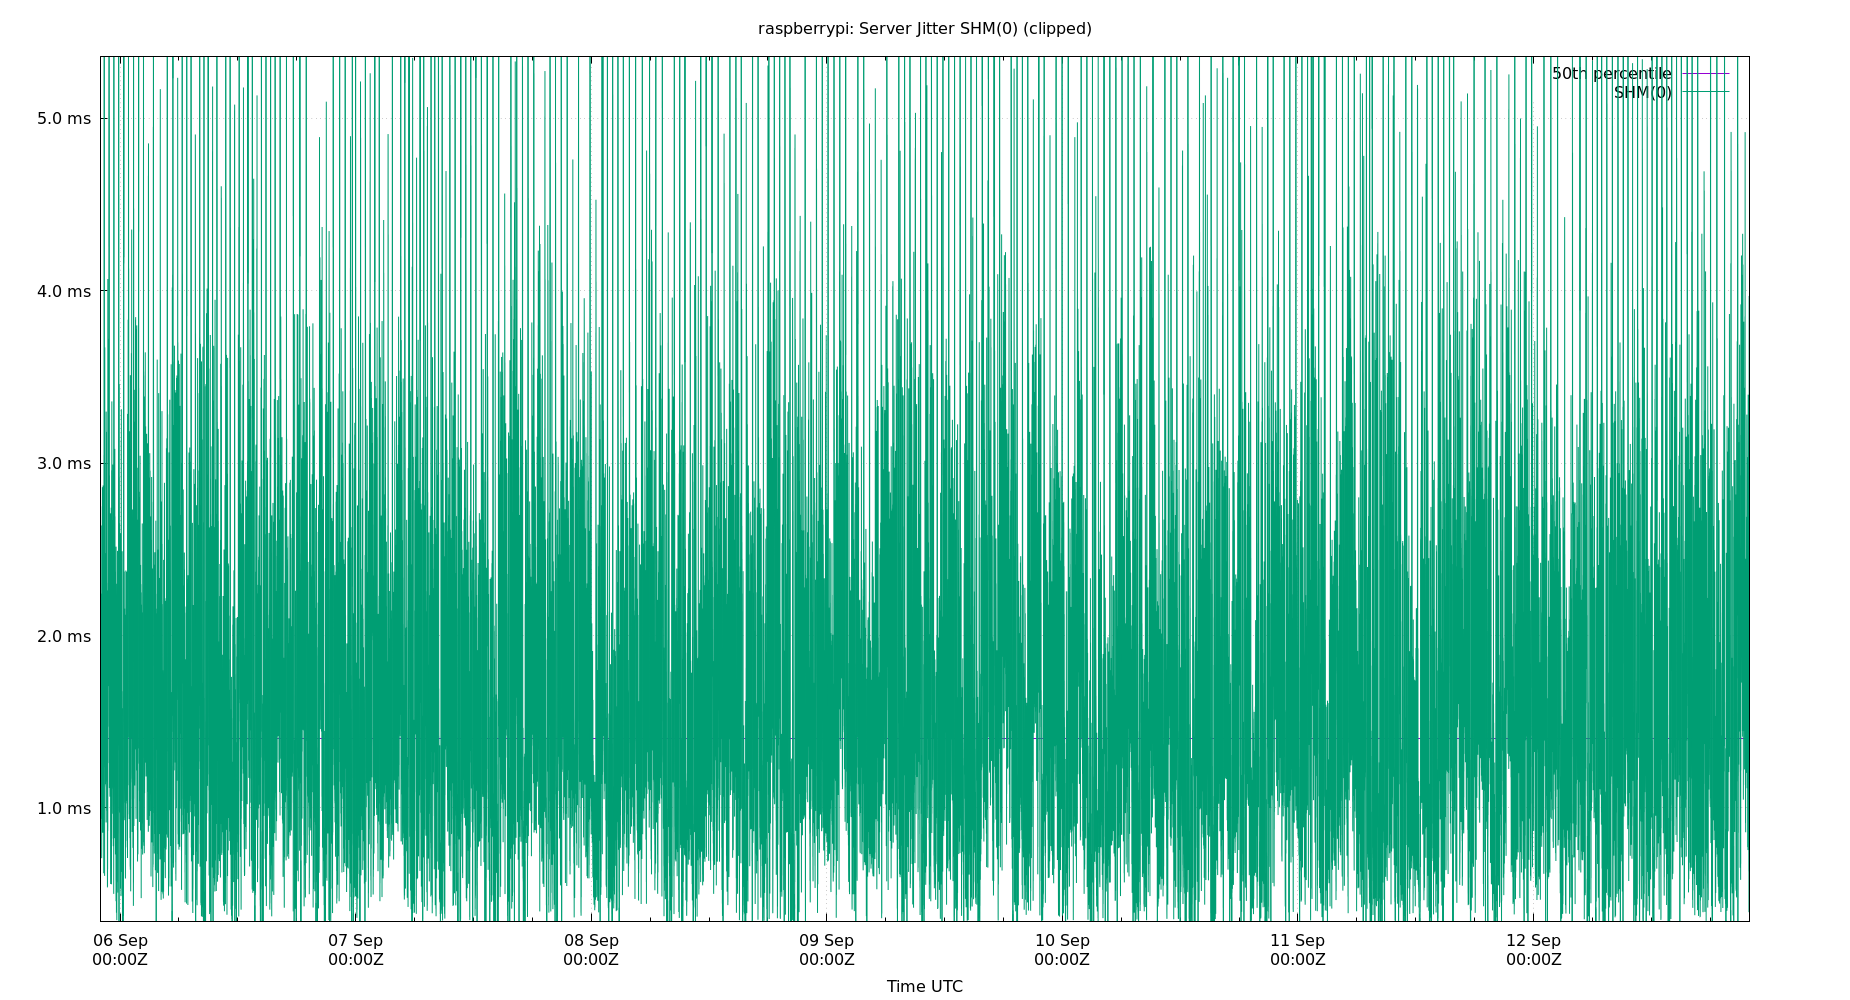 raspberrypi: Server Jitter SHM(0) (clipped)
50th percentile
SHM(0)
5.0 ms
4.0 ms
3.0 ms
2.0 ms
1.0 ms
06 Sep 07 Sep 08 Sep 09 Sep 10 Sep 11 Sep 12 Sep
00:00Z 00:00Z 00:00Z 00:00Z 00:00Z 00:00Z 00:00Z
Time UTC